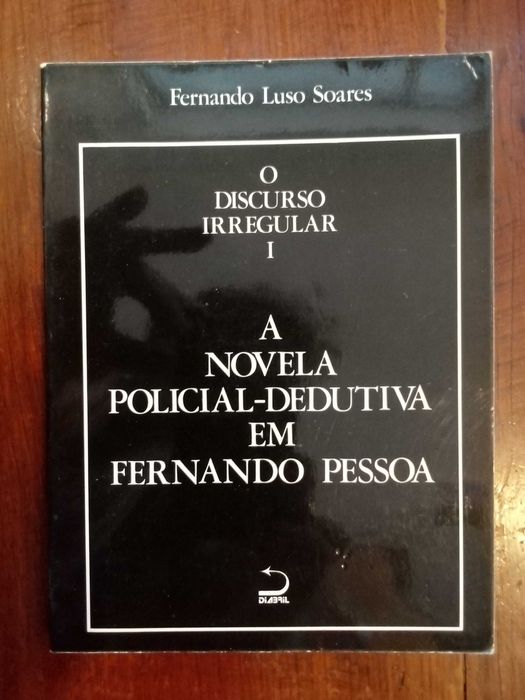 Fernando Luso Soares
O
DISCURSO
IRREGULAR
I
A
NOVELA
POLICIAL-DEDUTIVA
EM
FERNANDO PESSOA
DIABRIL